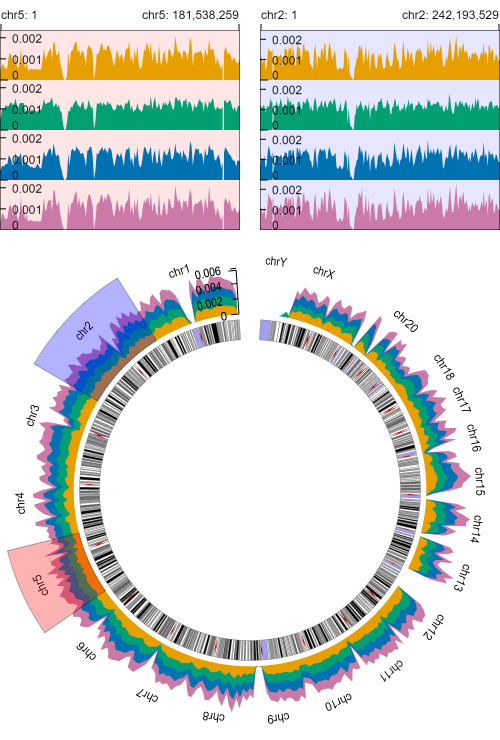 chr5: 1 chr5: 181,538,259 chr2: 1 chr2: 242,193,529
0.002 0.002
0.001 0.001
0 0
0.002 0.002
0.001 0.001
0 0
0.002 0.002
0.001 0.001
0 0
0.002 0.002
0.001 0.001
0 0
chrY
chr1 0.006 chrX
0.004
0.002
0
chr20
chr2
chr18
chr17
chr3
chr16
chr15
chr4
chr14
chr5
chr13
chr12
chr6
chr11
chr7
chr10
chr8 chr9